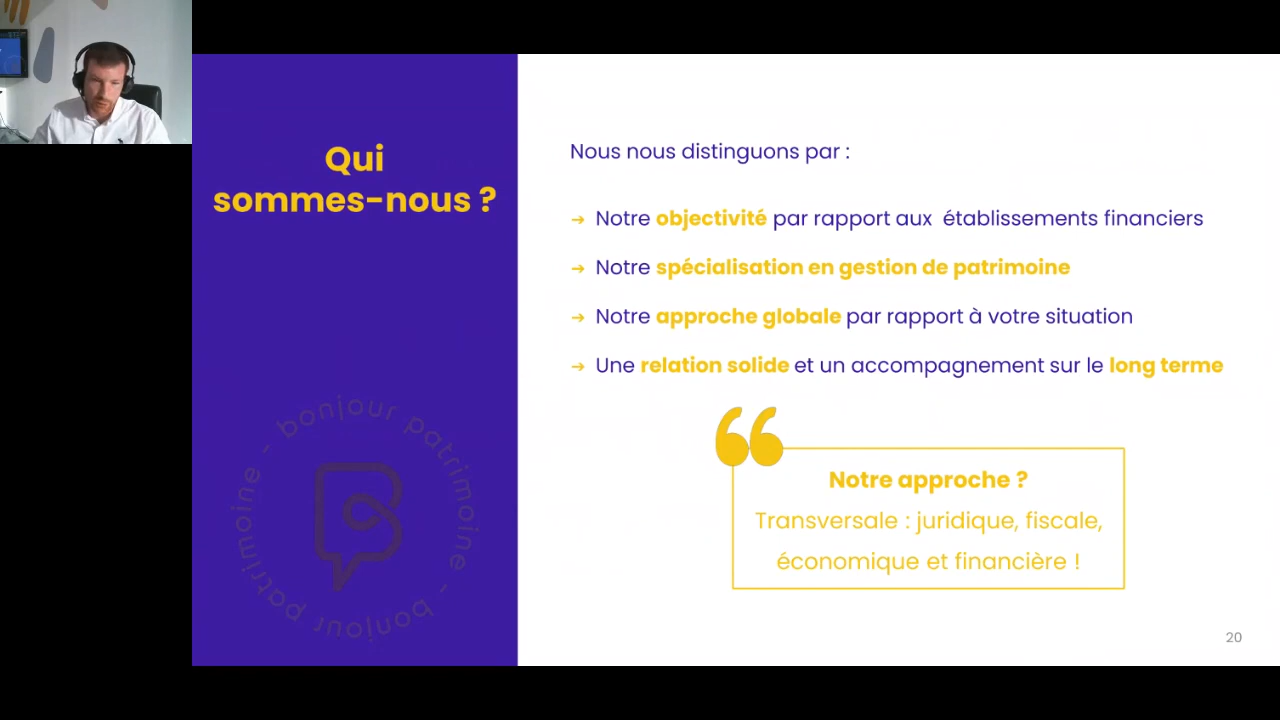 Qui
sommes-nous ?
Nous nous distinguons par :
➔ Notre objectivité par rapport aux  établissements financiers
➔ Notre spécialisation en gestion de patrimoine
➔ Notre approche globale par rapport à votre situation
➔ Une relation solide et un accompagnement sur le long terme
Notre approche ?
Transversale : juridique, fiscale,
économique et financière !
bonjour patrimoine - bonjour patrimoine -
20